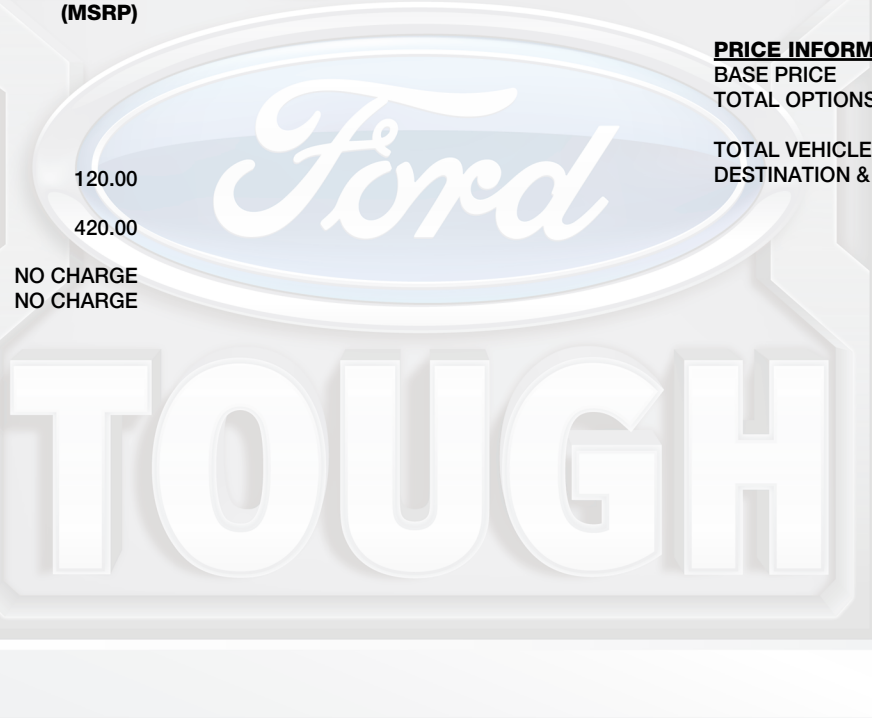 (MSRP)
120.00
420.00
NO CHARGE
NO CHARGE
PRICE INFORM
BASE PRICE
TOTAL OPTIONS
TOTAL VEHICLE
DESTINATION &
Ford
TOUGH